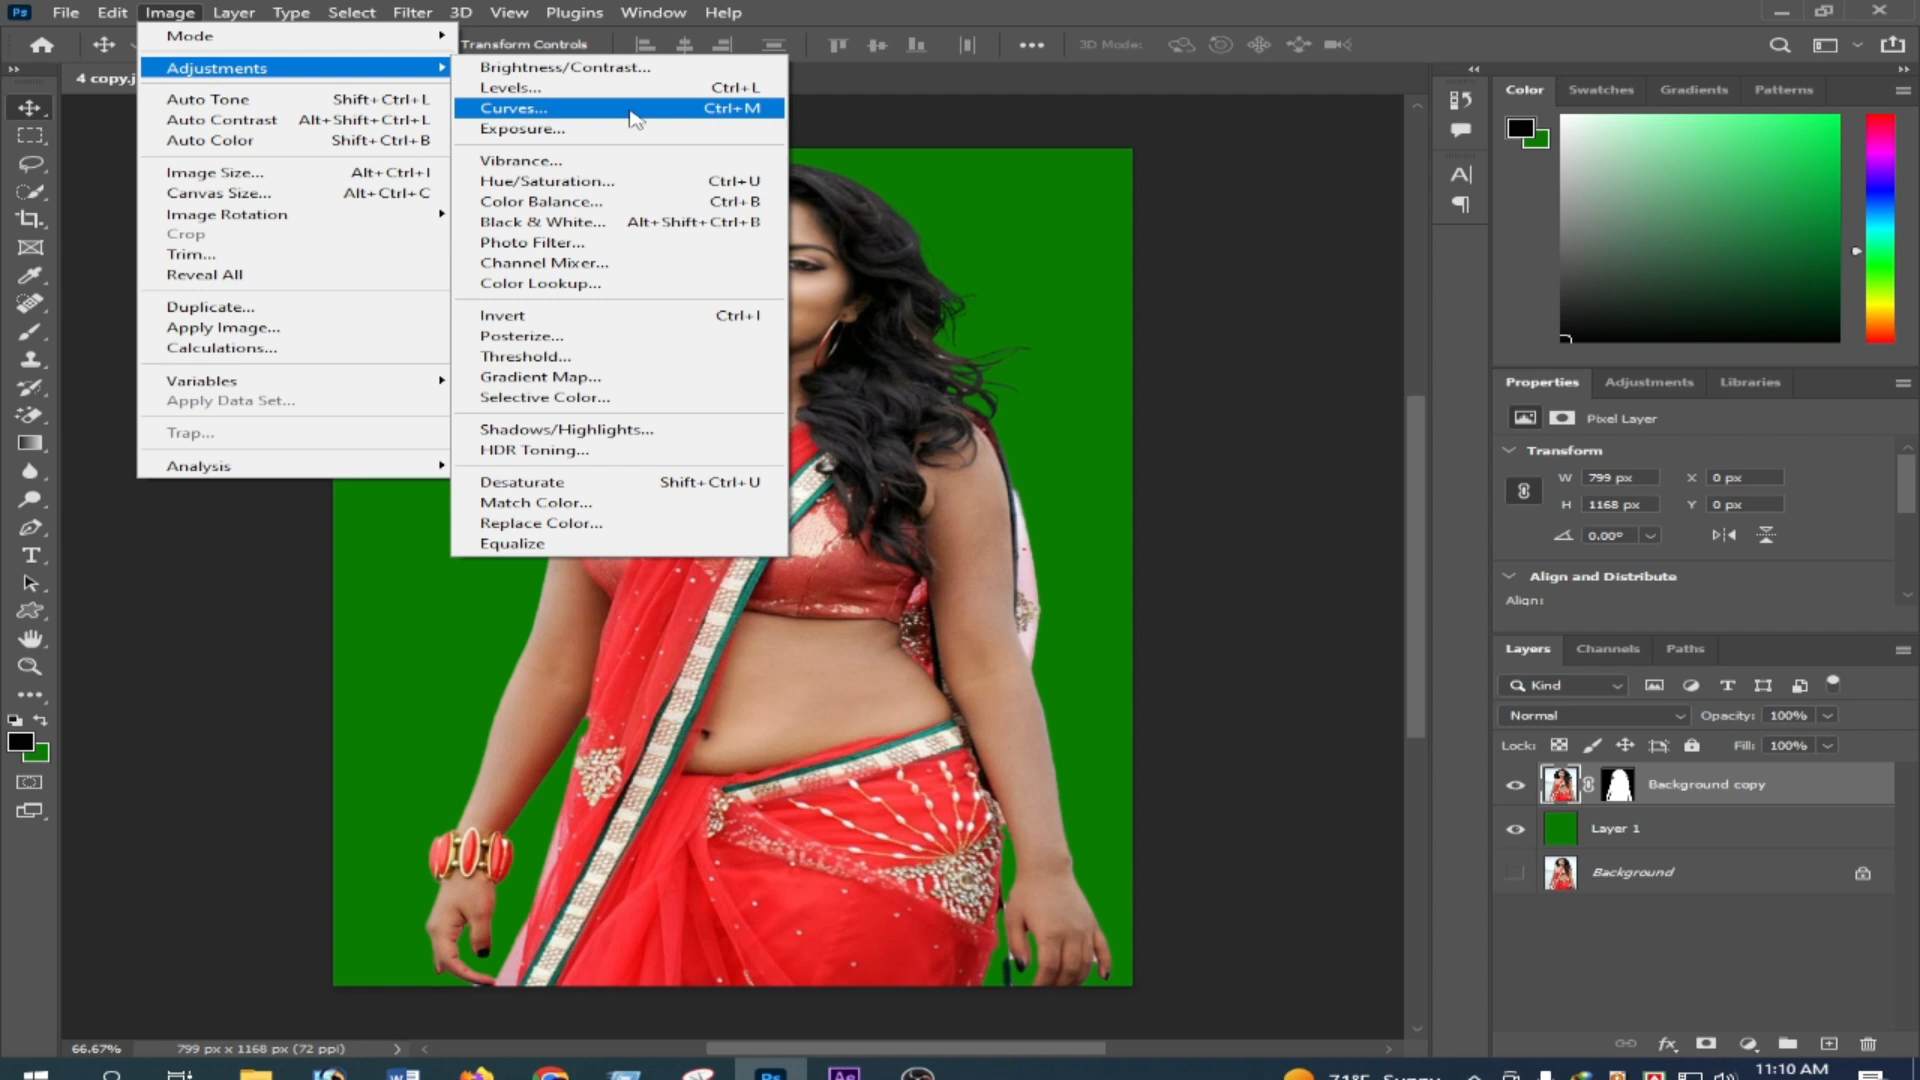 Ps File Edit Image Layer Type Select Filter 3D View Plugins Window Help
Transform Controls
3D Mode:
4 copy.j
Mode
Adjustments
Auto Tone Shift+Ctrl+L
Auto Contrast Alt+Shift+Ctrl+L
Auto Color Shift+Ctrl+B
Image Size... Alt+Ctrl+I
Canvas Size... Alt+Ctrl+C
Image Rotation
Crop
Trim...
Reveal All
Duplicate...
Apply Image...
Calculations...
Variables
Apply Data Set...
Trap...
Analysis
Brightness/Contrast...
Levels... Ctrl+L
Curves... Ctrl+M
Exposure...
Vibrance...
Hue/Saturation... Ctrl+U
Color Balance... Ctrl+B
Black & White... Alt+Shift+Ctrl+B
Photo Filter...
Channel Mixer...
Color Lookup...
Invert Ctrl+I
Posterize...
Threshold...
Gradient Map...
Selective Color...
Shadows/Highlights...
HDR Toning...
Desaturate Shift+Ctrl+U
Match Color...
Replace Color...
Equalize
Color Swatches Gradients Patterns
Properties Adjustments Libraries
Pixel Layer
Transform
W 799 px X 0 px
H 1168 px Y 0 px
0.00°
Align and Distribute
Align:
Layers Channels Paths
Kind
Normal Opacity: 100%
Lock: Fill: 100%
Background copy
Layer 1
Background
66.67% 799 px x 1168 px (72 ppi)
Ps Ae
71°F Sunny
11:10 AM